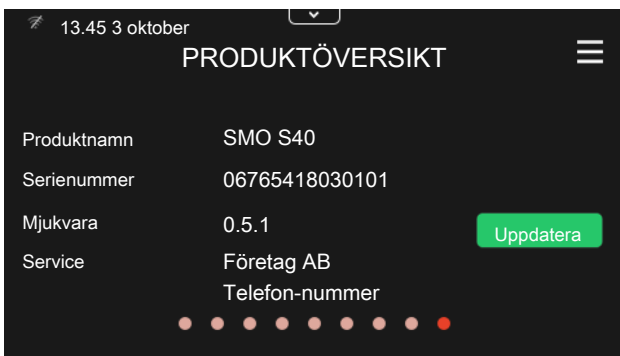 13.45 3 oktober
PRODUKTÖVERSIKT
Produktnamn SMO S40
Serienummer 06765418030101
Mjukvara 0.5.1 Uppdatera
Service Företag AB
Telefon-nummer